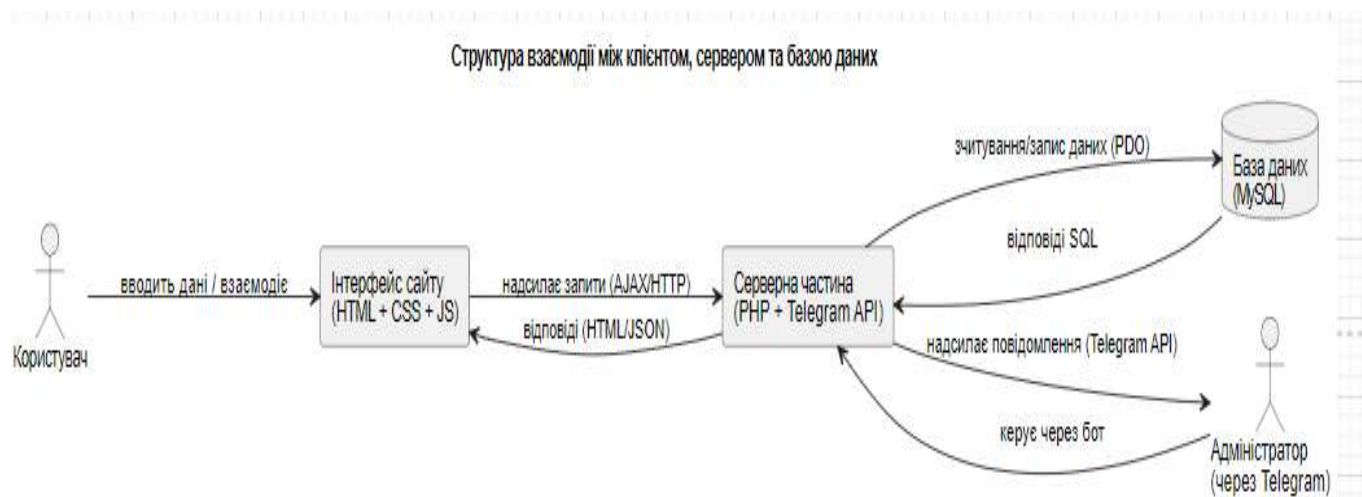 Структура взаємодії між клієнтом, сервером та базою даних
зчитування/запис даних (PDO)
База даних
(MySQL)
відповіді SQL
вводить дані / взаємодіє
Інтерфейс сайту
(HTML + CSS + JS)
надсилає запити (AJAX/HTTP)
відповіді (HTML/JSON)
Серверна частина
(PHP + Telegram API)
Користувач
надсилає повідомлення (Telegram API)
керує через бот
Адміністратор
(через Telegram)